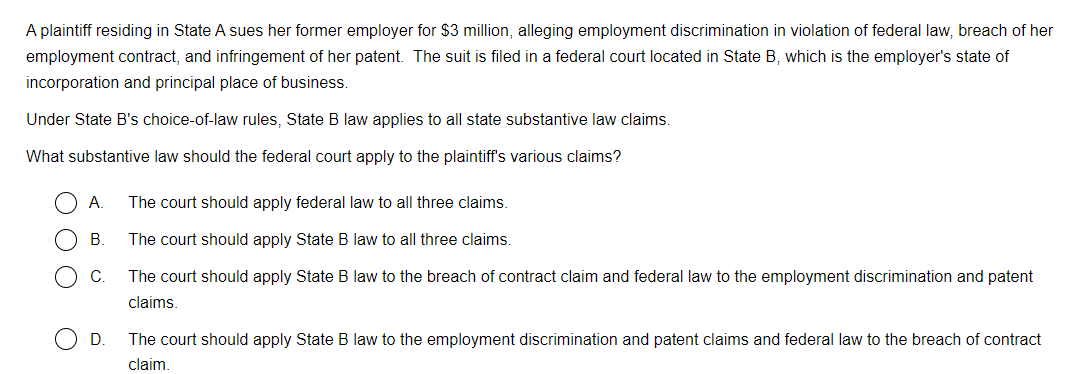 A plaintiff residing in State A sues her former employer for $3 million, alleging employment discrimination in violation of federal law, breach of her
employment contract, and infringement of her patent.  The suit is filed in a federal court located in State B, which is the employer's state of
incorporation and principal place of business.
Under State B's choice-of-law rules, State B law applies to all state substantive law claims.
What substantive law should the federal court apply to the plaintiff's various claims?
A. The court should apply federal law to all three claims.
B. The court should apply State B law to all three claims.
C. The court should apply State B law to the breach of contract claim and federal law to the employment discrimination and patent
claims.
D. The court should apply State B law to the employment discrimination and patent claims and federal law to the breach of contract
claim.